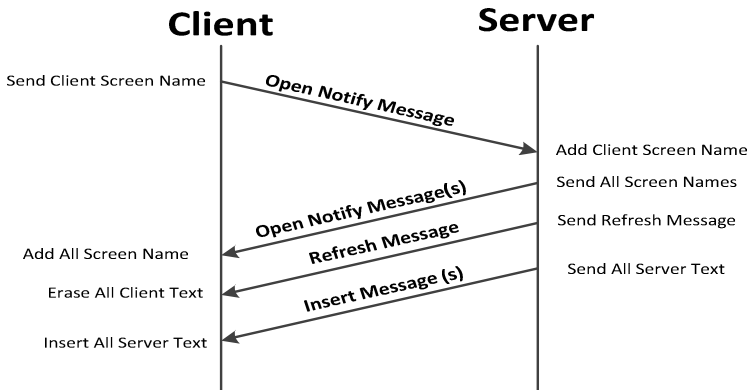 Client
Server
Send Client Screen Name
Open Notify Message
Add Client Screen Name
Send All Screen Names
Open Notify Message(s)
Send Refresh Message
Add All Screen Name
Refresh Message
Send All Server Text
Erase All Client Text
Insert Message (s)
Insert All Server Text